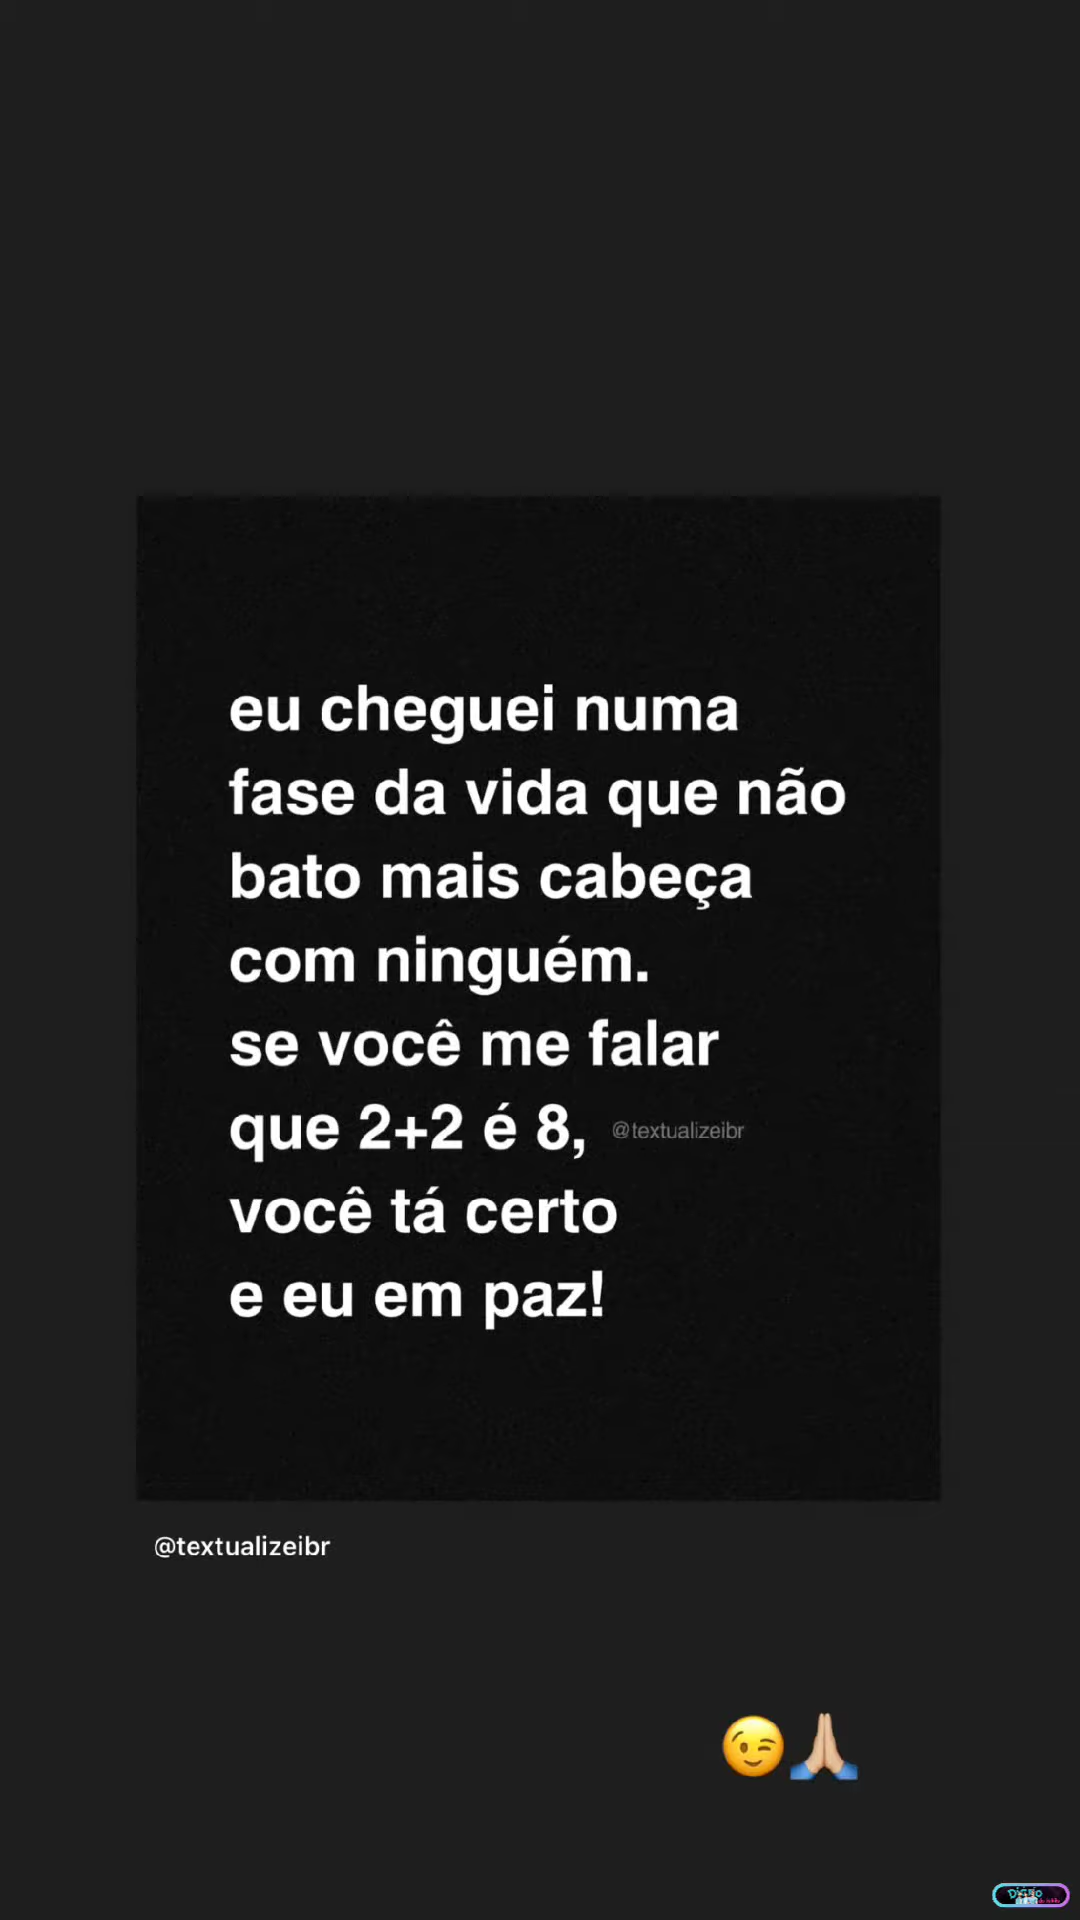 eu cheguei numa
fase da vida que não
bato mais cabeça
com ninguém.
se você me falar
que 2+2 é 8, @textualizeibr
você tá certo
e eu em paz!
@textualizeibr
😉🙏🏼